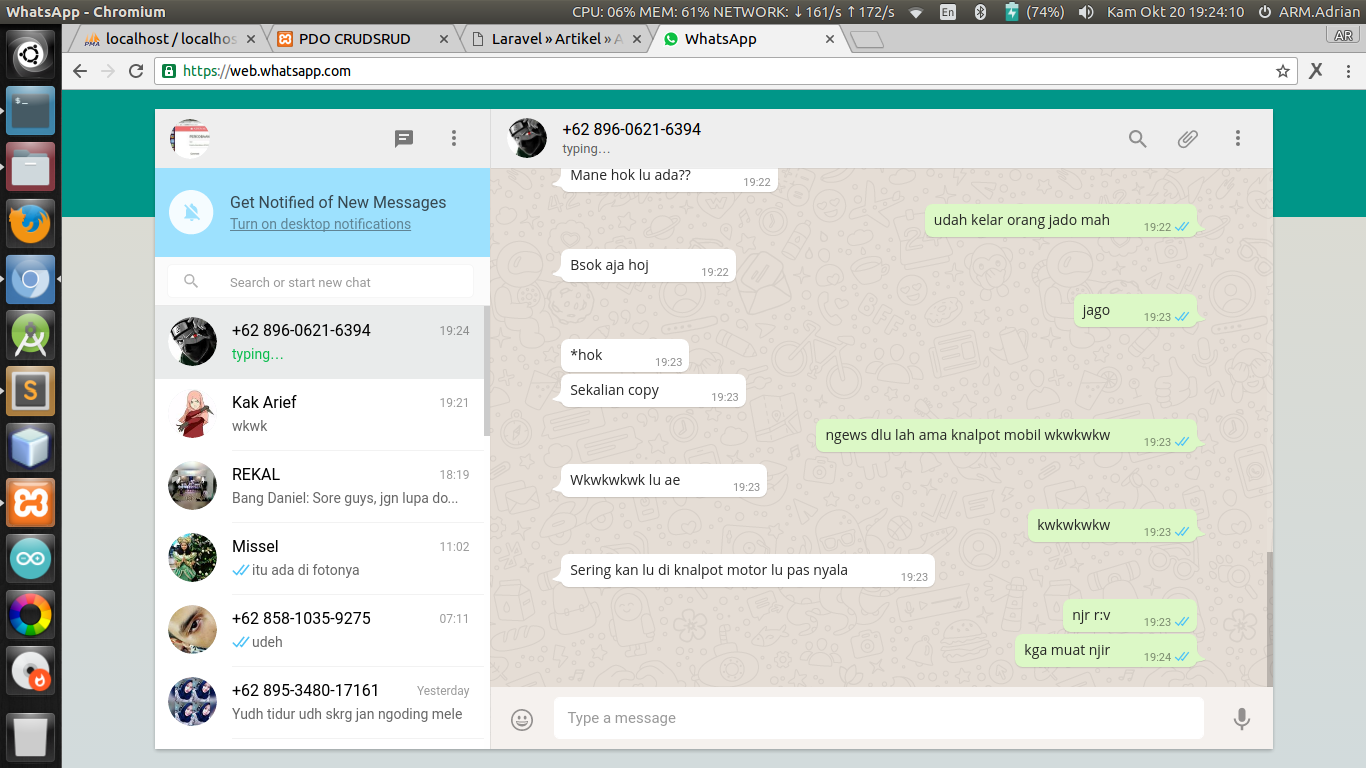 WhatsApp - Chromium
CPU: 06% MEM: 61% NETWORK: ↓161/s ↑172/s
En
(74%)
Kam Okt 20 19:24:10
ARM.Adrian
localhost / localhos
PDO CRUDSRUD
Laravel » Artikel » A
WhatsApp
AR
https://web.whatsapp.com
X
Get Notified of New Messages
Turn on desktop notifications
Search or start new chat
+62 896-0621-6394
19:24
typing…
Kak Arief
19:21
wkwk
REKAL
18:19
Bang Daniel: Sore guys, jgn lupa do...
Missel
11:02
itu ada di fotonya
+62 858-1035-9275
07:11
udeh
+62 895-3480-17161
Yesterday
Yudh tidur udh skrg jan ngoding mele
+62 896-0621-6394
typing…
Mane hok lu ada??
19:22
udah kelar orang jado mah
19:22
Bsok aja hoj
19:22
jago
19:23
*hok
19:23
Sekalian copy
19:23
ngews dlu lah ama knalpot mobil wkwkwkw
19:23
Wkwkwkwk lu ae
19:23
kwkwkwkw
19:23
Sering kan lu di knalpot motor lu pas nyala
19:23
njr r:v
19:23
kga muat njir
19:24
Type a message